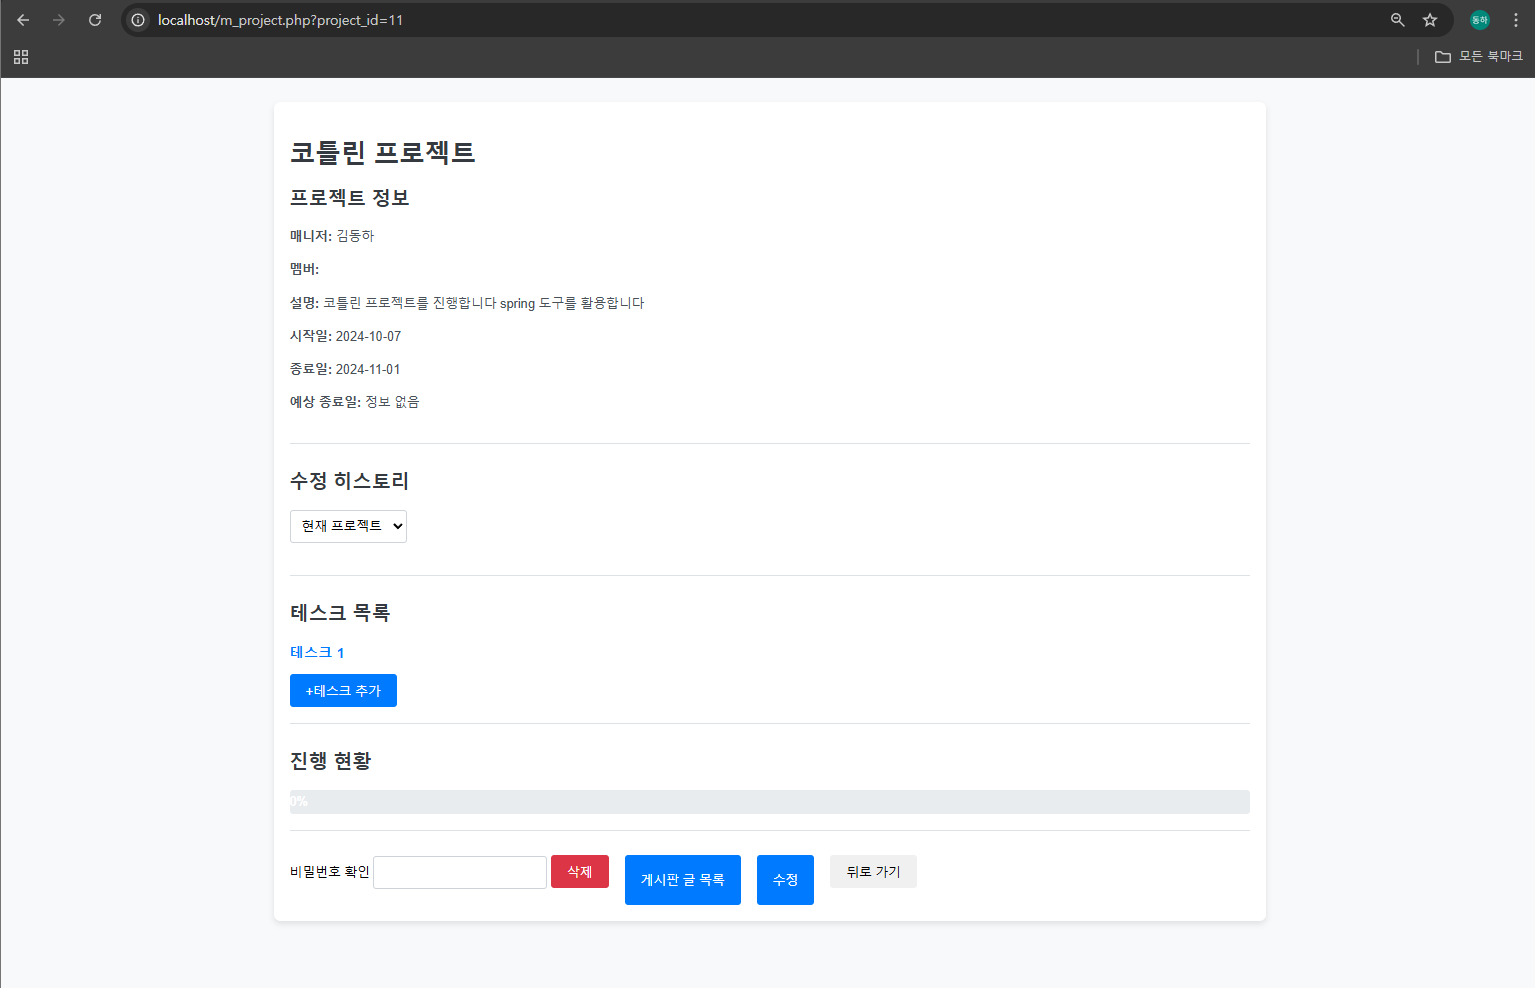 localhost/m_project.php?project_id=11
동하
모든 북마크
코틀린 프로젝트
프로젝트 정보
매니저: 김동하
멤버:
설명: 코틀린 프로젝트를 진행합니다 spring 도구를 활용합니다
시작일: 2024-10-07
종료일: 2024-11-01
예상 종료일: 정보 없음
수정 히스토리
현재 프로젝트
테스크 목록
테스크 1
+테스크 추가
진행 현황
0%
비밀번호 확인 삭제 게시판 글 목록 수정 뒤로 가기